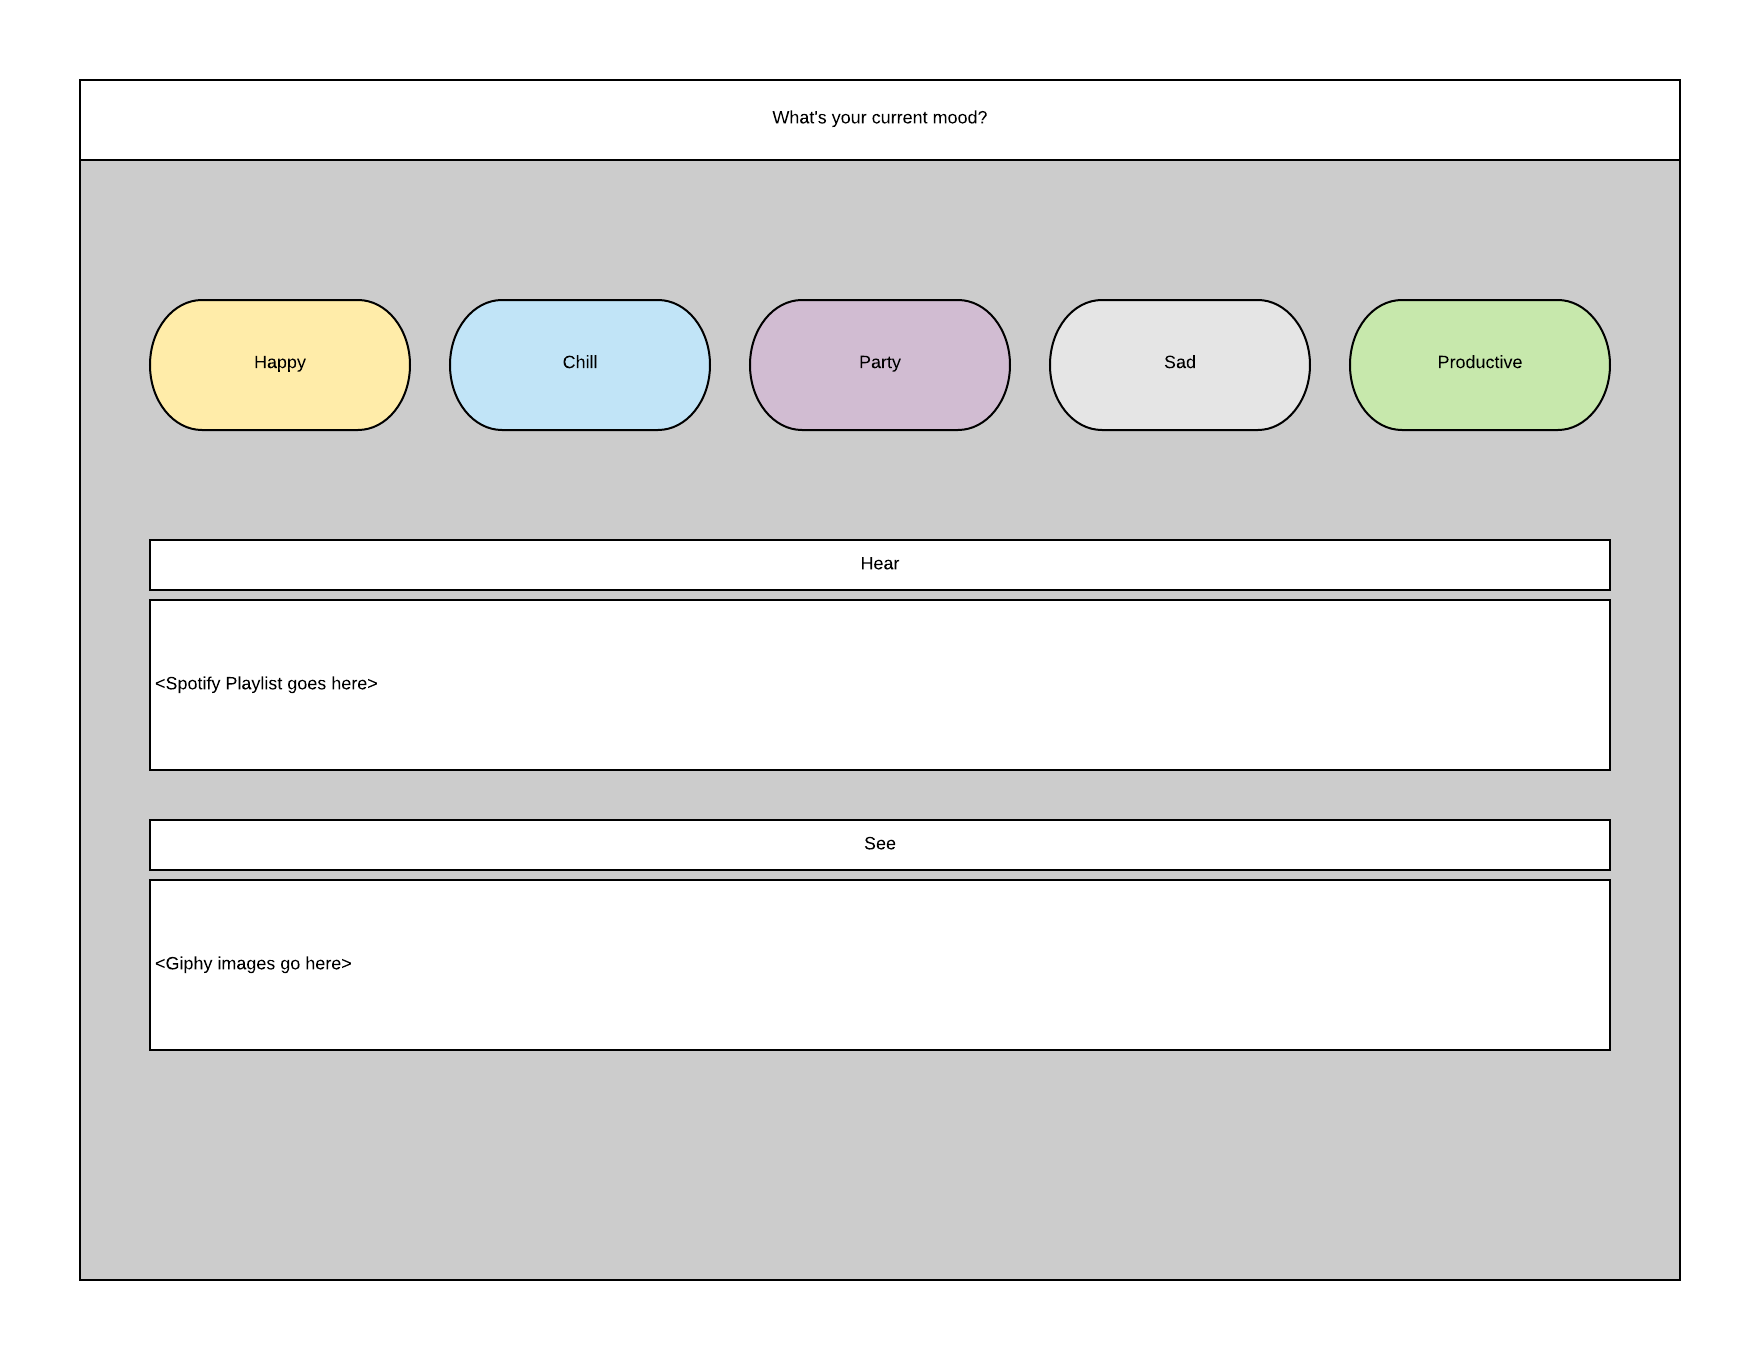 What's your current mood?
Happy
Chill
Party
Sad
Productive
Hear
<Spotify Playlist goes here>
See
<Giphy images go here>